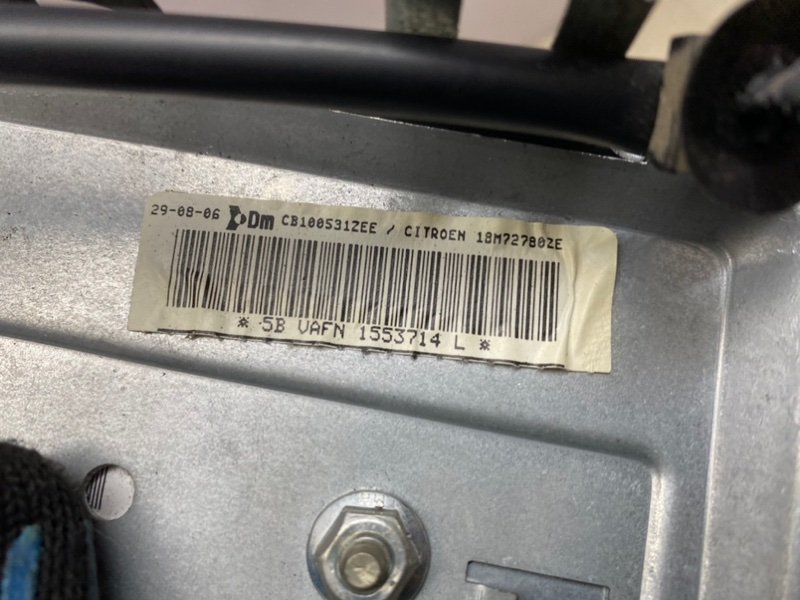 29-08-06 Dm CB100531ZEE / CITROEN 18M72780ZE
* 5B VAFN 1553714 L *